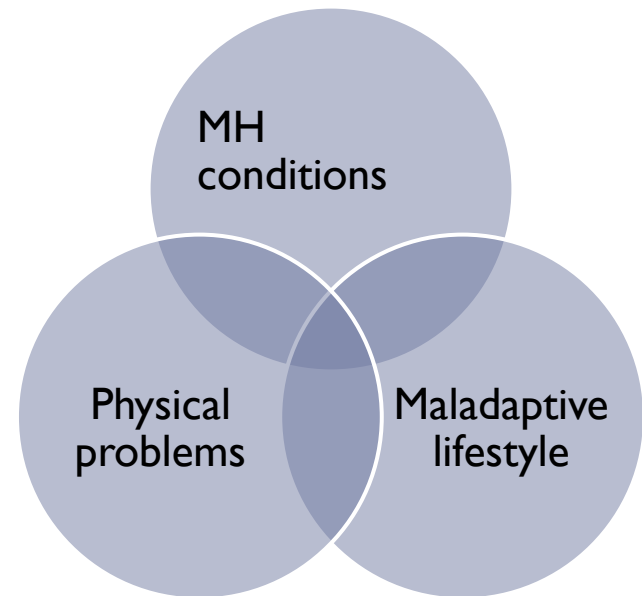 MH
conditions
Physical
problems
Maladaptive
lifestyle